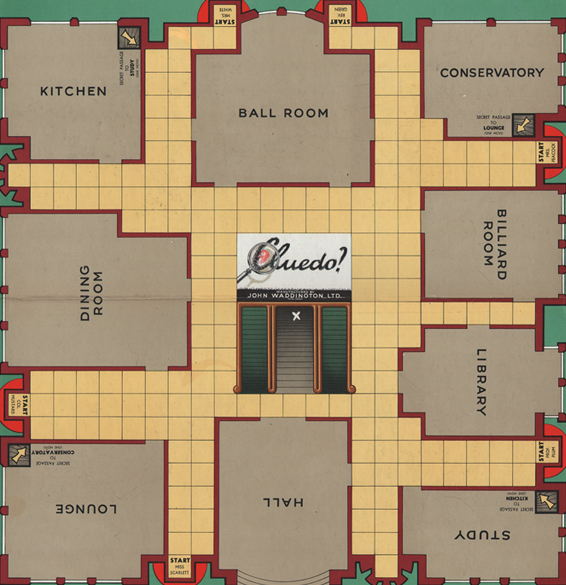 START
MRS.
WHITE
START
REV.
GREEN
KITCHEN
SECRET PASSAGE
TO
STUDY
(ONE MOVE)
BALL ROOM
CONSERVATORY
SECRET PASSAGE
TO
LOUNGE
(ONE MOVE)
START
MRS.
PEACOCK
BILLIARD
ROOM
DINING
ROOM
Cluedo?
MANUFACTURED BY
JOHN WADDINGTON, LTD.
X
LIBRARY
START
COL.
MUSTARD
START
PROF.
PLUM
SECRET PASSAGE
TO
CONSERVATORY
(ONE MOVE)
LOUNGE
HALL
SECRET PASSAGE
TO
KITCHEN
(ONE MOVE)
STUDY
START
MISS
SCARLETT